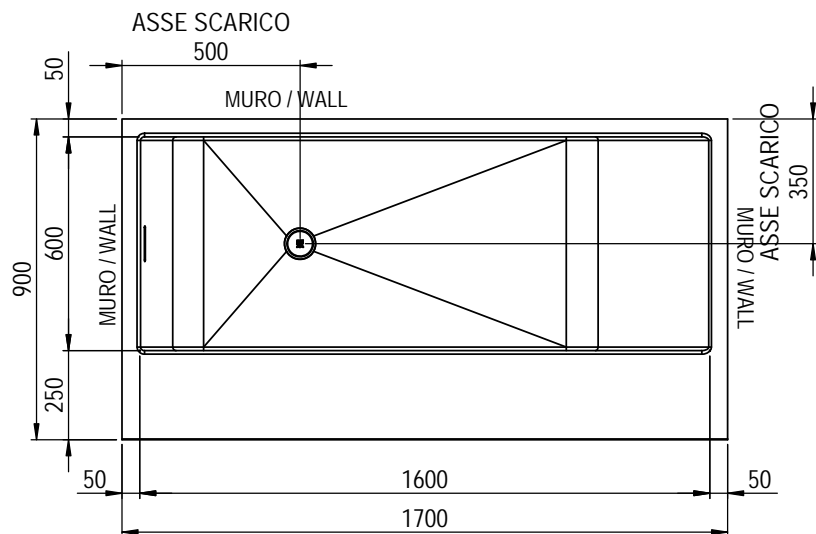 ASSE SCARICO
500
50
MURO / WALL
ASSE SCARICO
350
MURO / WALL
MURO / WALL
600
900
250
50
1600
50
1700